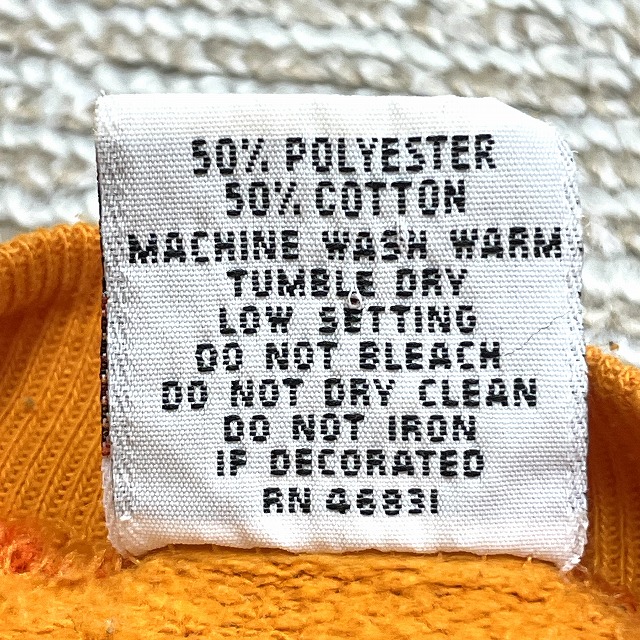 50% POLYESTER
50% COTTON
MACHINE WASH WARM
TUMBLE DRY
LOW SETTING
DO NOT BLEACH
DO NOT DRY CLEAN
DO NOT IRON
IF DECORATED
RN 46831